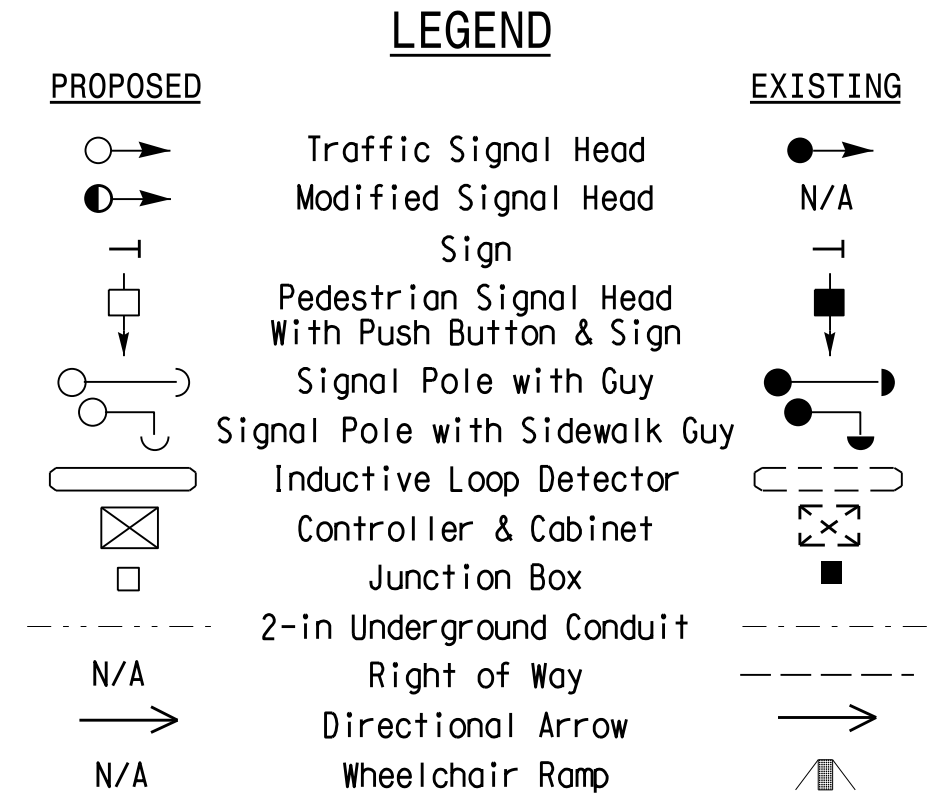 LEGEND
PROPOSED EXISTING
Traffic Signal Head
Modified Signal Head N/A
Sign
Pedestrian Signal Head
With Push Button & Sign
Signal Pole with Guy
Signal Pole with Sidewalk Guy
Inductive Loop Detector
Controller & Cabinet
Junction Box
2-in Underground Conduit
N/A Right of Way
Directional Arrow
N/A Wheelchair Ramp